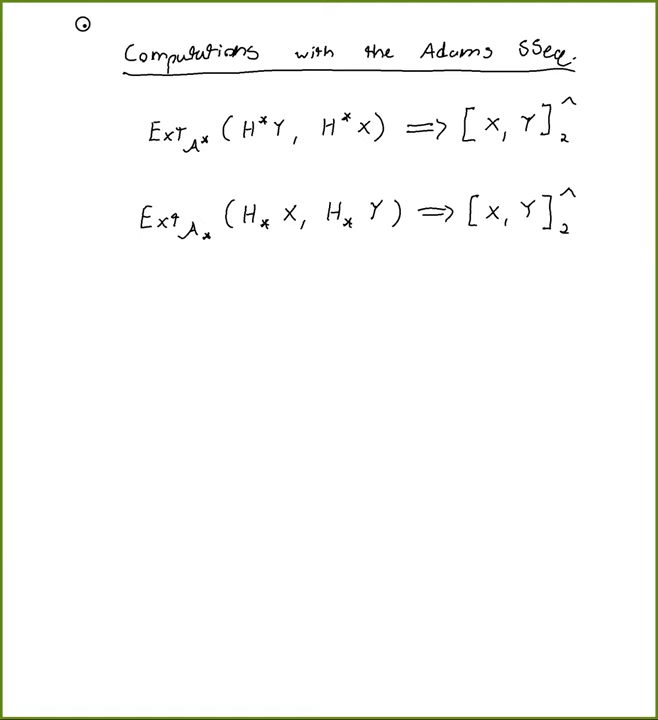 Computations with the Adams SSeq.
Ext_{A^*} (H^*Y, H^*X) ⟹ [X, Y]^∧_2
Ext_{A_*} (H_* X, H_* Y) ⟹ [X, Y]^∧_2